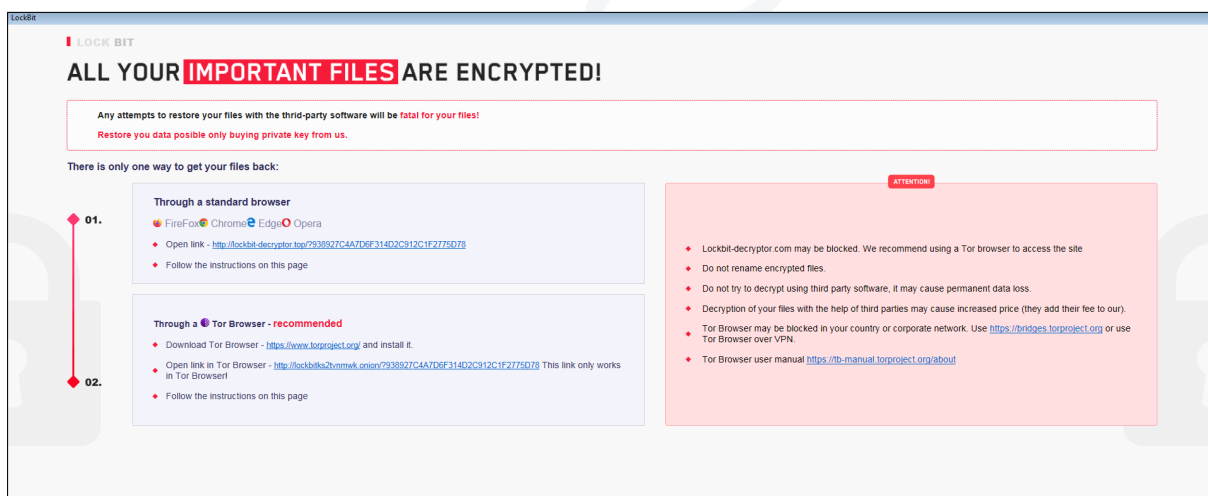 LockBit
LOCK BIT
ALL YOUR IMPORTANT FILES ARE ENCRYPTED!
Any attempts to restore your files with the thrid-party software will be fatal for your files!
Restore you data posible only buying private key from us.
There is only one way to get your files back:
01.
Through a standard browser
FireFox Chrome Edge Opera
Open link - http://lockbit-decryptor.top/?938927C4A7D6F314D2C912C1F2775D78
Follow the instructions on this page
02.
Through a Tor Browser - recommended
Download Tor Browser - https://www.torproject.org/ and install it.
Open link in Tor Browser - http://lockbitks2tvnmwk.onion/?938927C4A7D6F314D2C912C1F2775D78 This link only works
in Tor Browser!
Follow the instructions on this page
ATTENTION!
Lockbit-decryptor.com may be blocked. We recommend using a Tor browser to access the site
Do not rename encrypted files.
Do not try to decrypt using third party software, it may cause permanent data loss.
Decryption of your files with the help of third parties may cause increased price (they add their fee to our).
Tor Browser may be blocked in your country or corporate network. Use https://bridges.torproject.org or use
Tor Browser over VPN.
Tor Browser user manual https://tb-manual.torproject.org/about